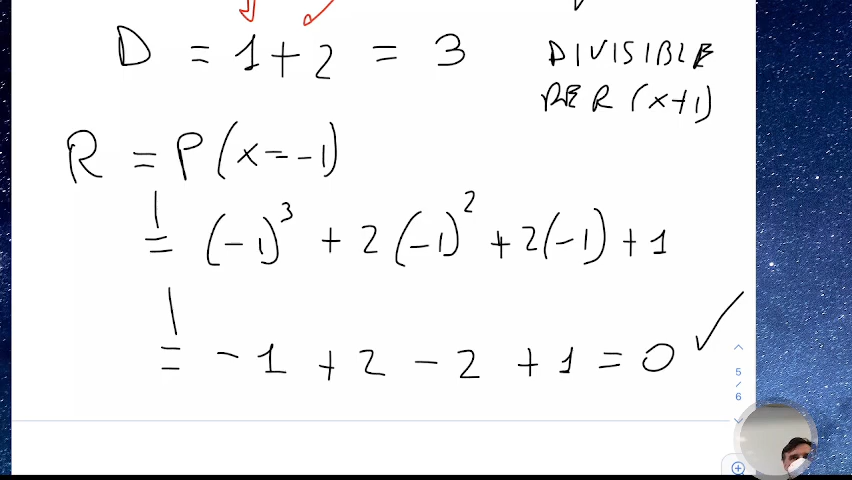 D = 1 + 2 = 3
DIVISIBLE
PER (x+1)
R = P(x = -1)
= (-1)³ + 2(-1)² + 2(-1) + 1
= -1 + 2 - 2 + 1 = 0 ✓
5
/
6